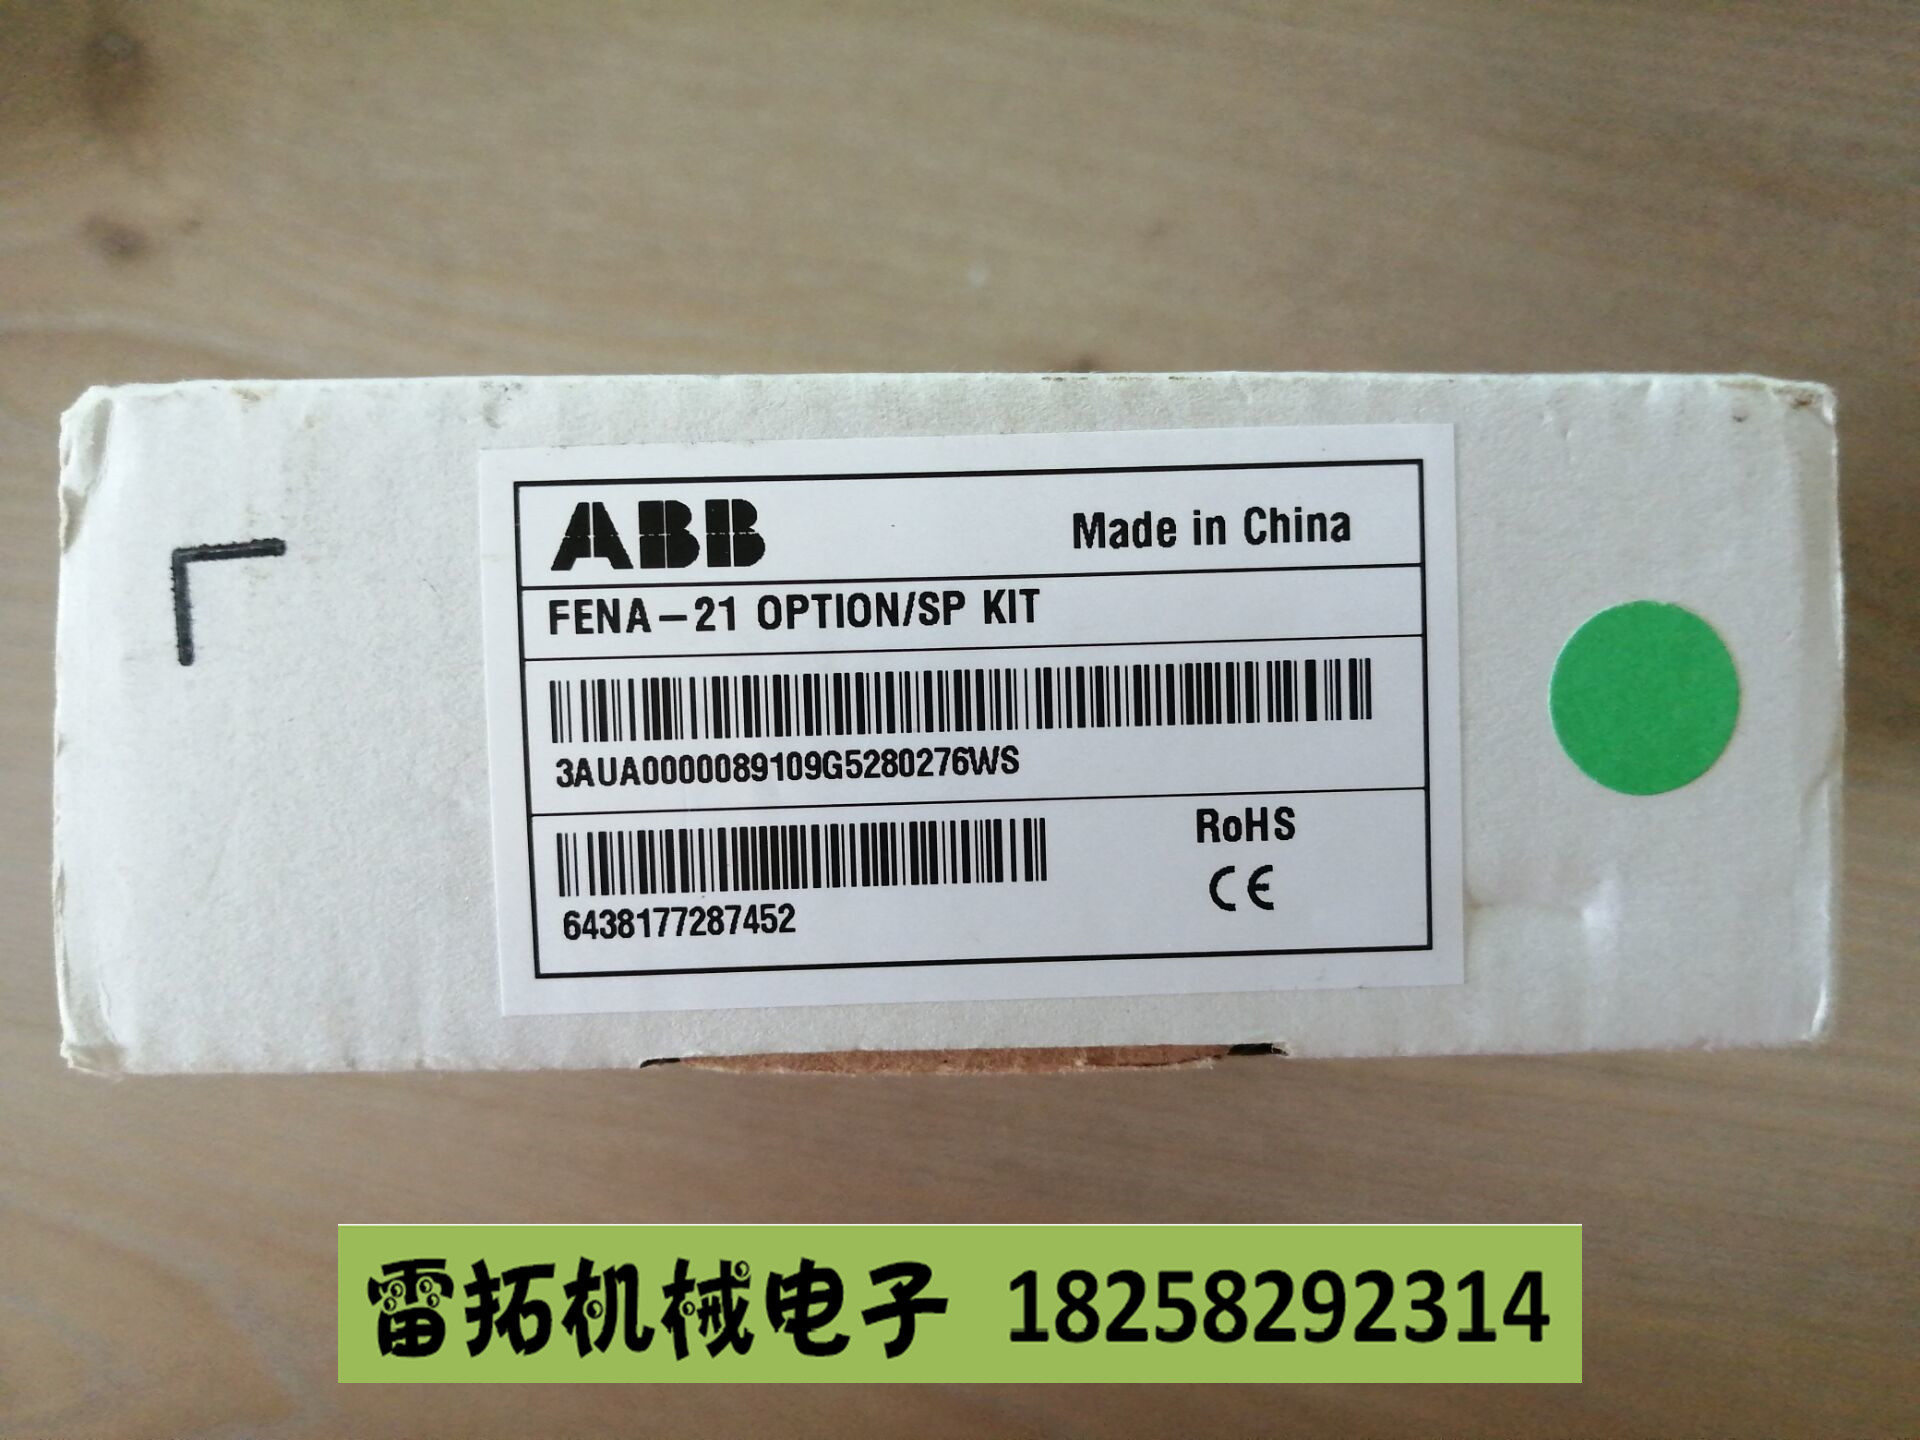 ABB
Made in China
FENA-21 OPTION/SP KIT
3AUA0000089109G5280276WS
6438177287452
RoHS
CE
雷拓机械电子 18258292314